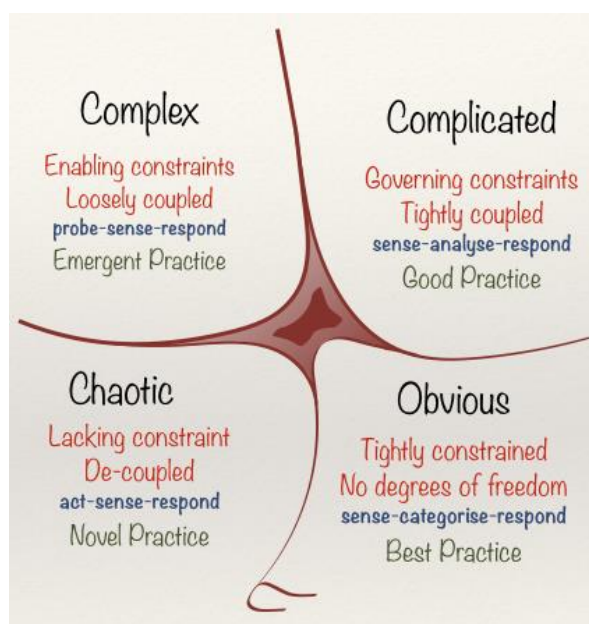 Complex
Enabling constraints
Loosely coupled
probe-sense-respond
Emergent Practice
Complicated
Governing constraints
Tightly coupled
sense-analyse-respond
Good Practice
Chaotic
Lacking constraint
De-coupled
act-sense-respond
Novel Practice
Obvious
Tightly constrained
No degrees of freedom
sense-categorise-respond
Best Practice